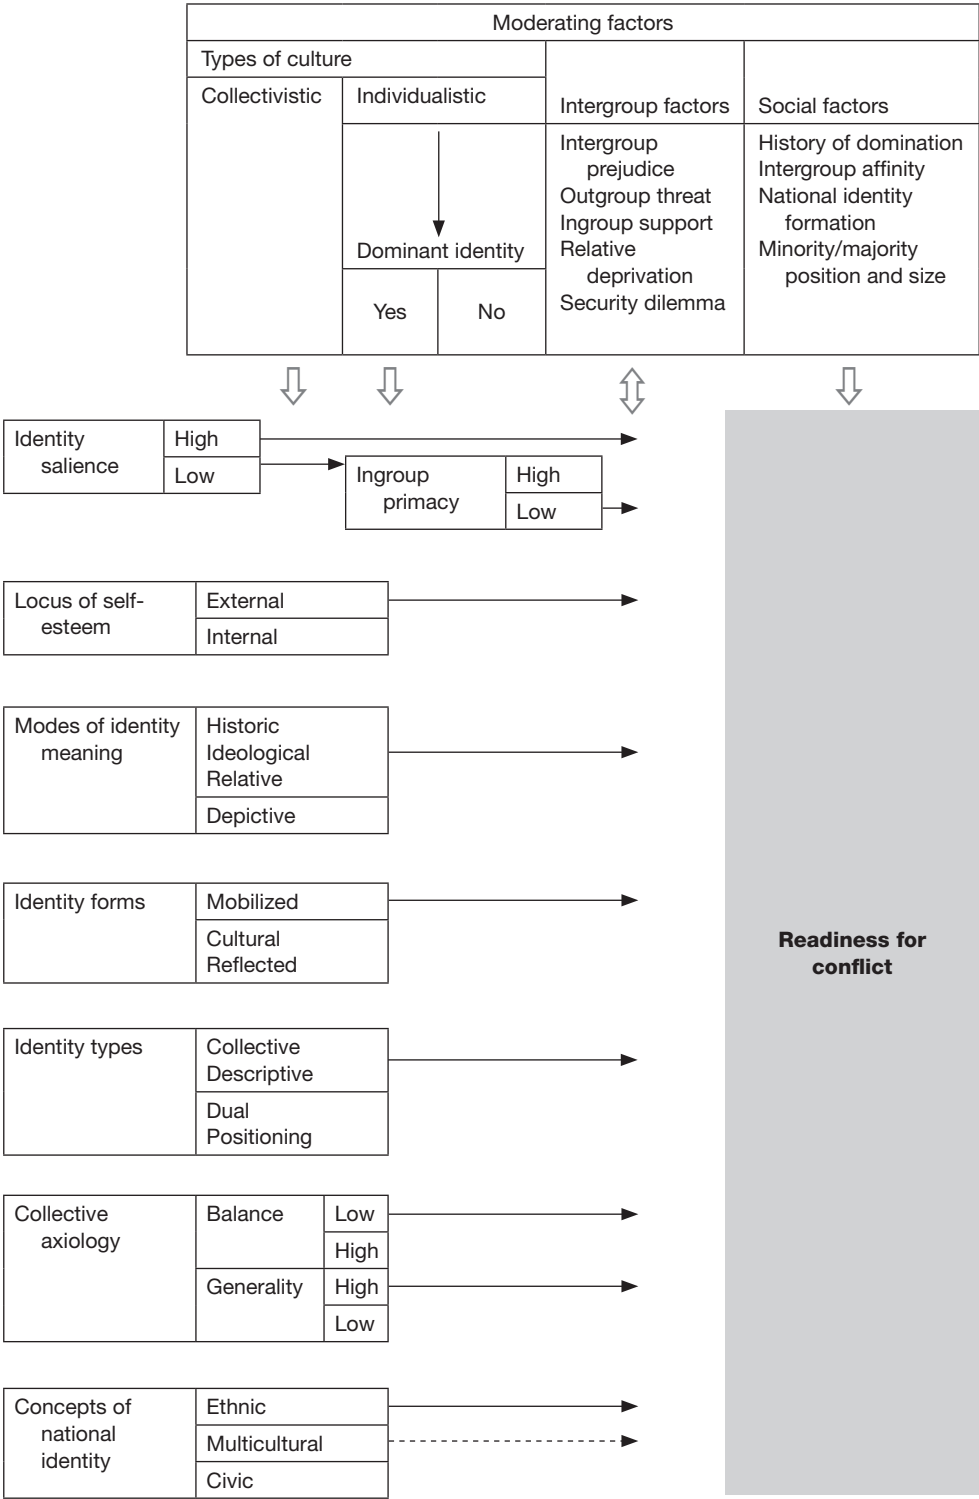 Moderating factors
Types of culture
Collectivistic
Individualistic
Dominant identity
Yes
No
Intergroup factors
Intergroup
prejudice
Outgroup threat
Ingroup support
Relative
deprivation
Security dilemma
Social factors
History of domination
Intergroup affinity
National identity
formation
Minority/majority
position and size
Identity
salience
High
Low
Ingroup
primacy
High
Low
Locus of self-
esteem
External
Internal
Modes of identity
meaning
Historic
Ideological
Relative
Depictive
Identity forms
Mobilized
Cultural
Reflected
Identity types
Collective
Descriptive
Dual
Positioning
Collective
axiology
Balance
Low
High
Generality
High
Low
Concepts of
national
identity
Ethnic
Multicultural
Civic
Readiness for
conflict